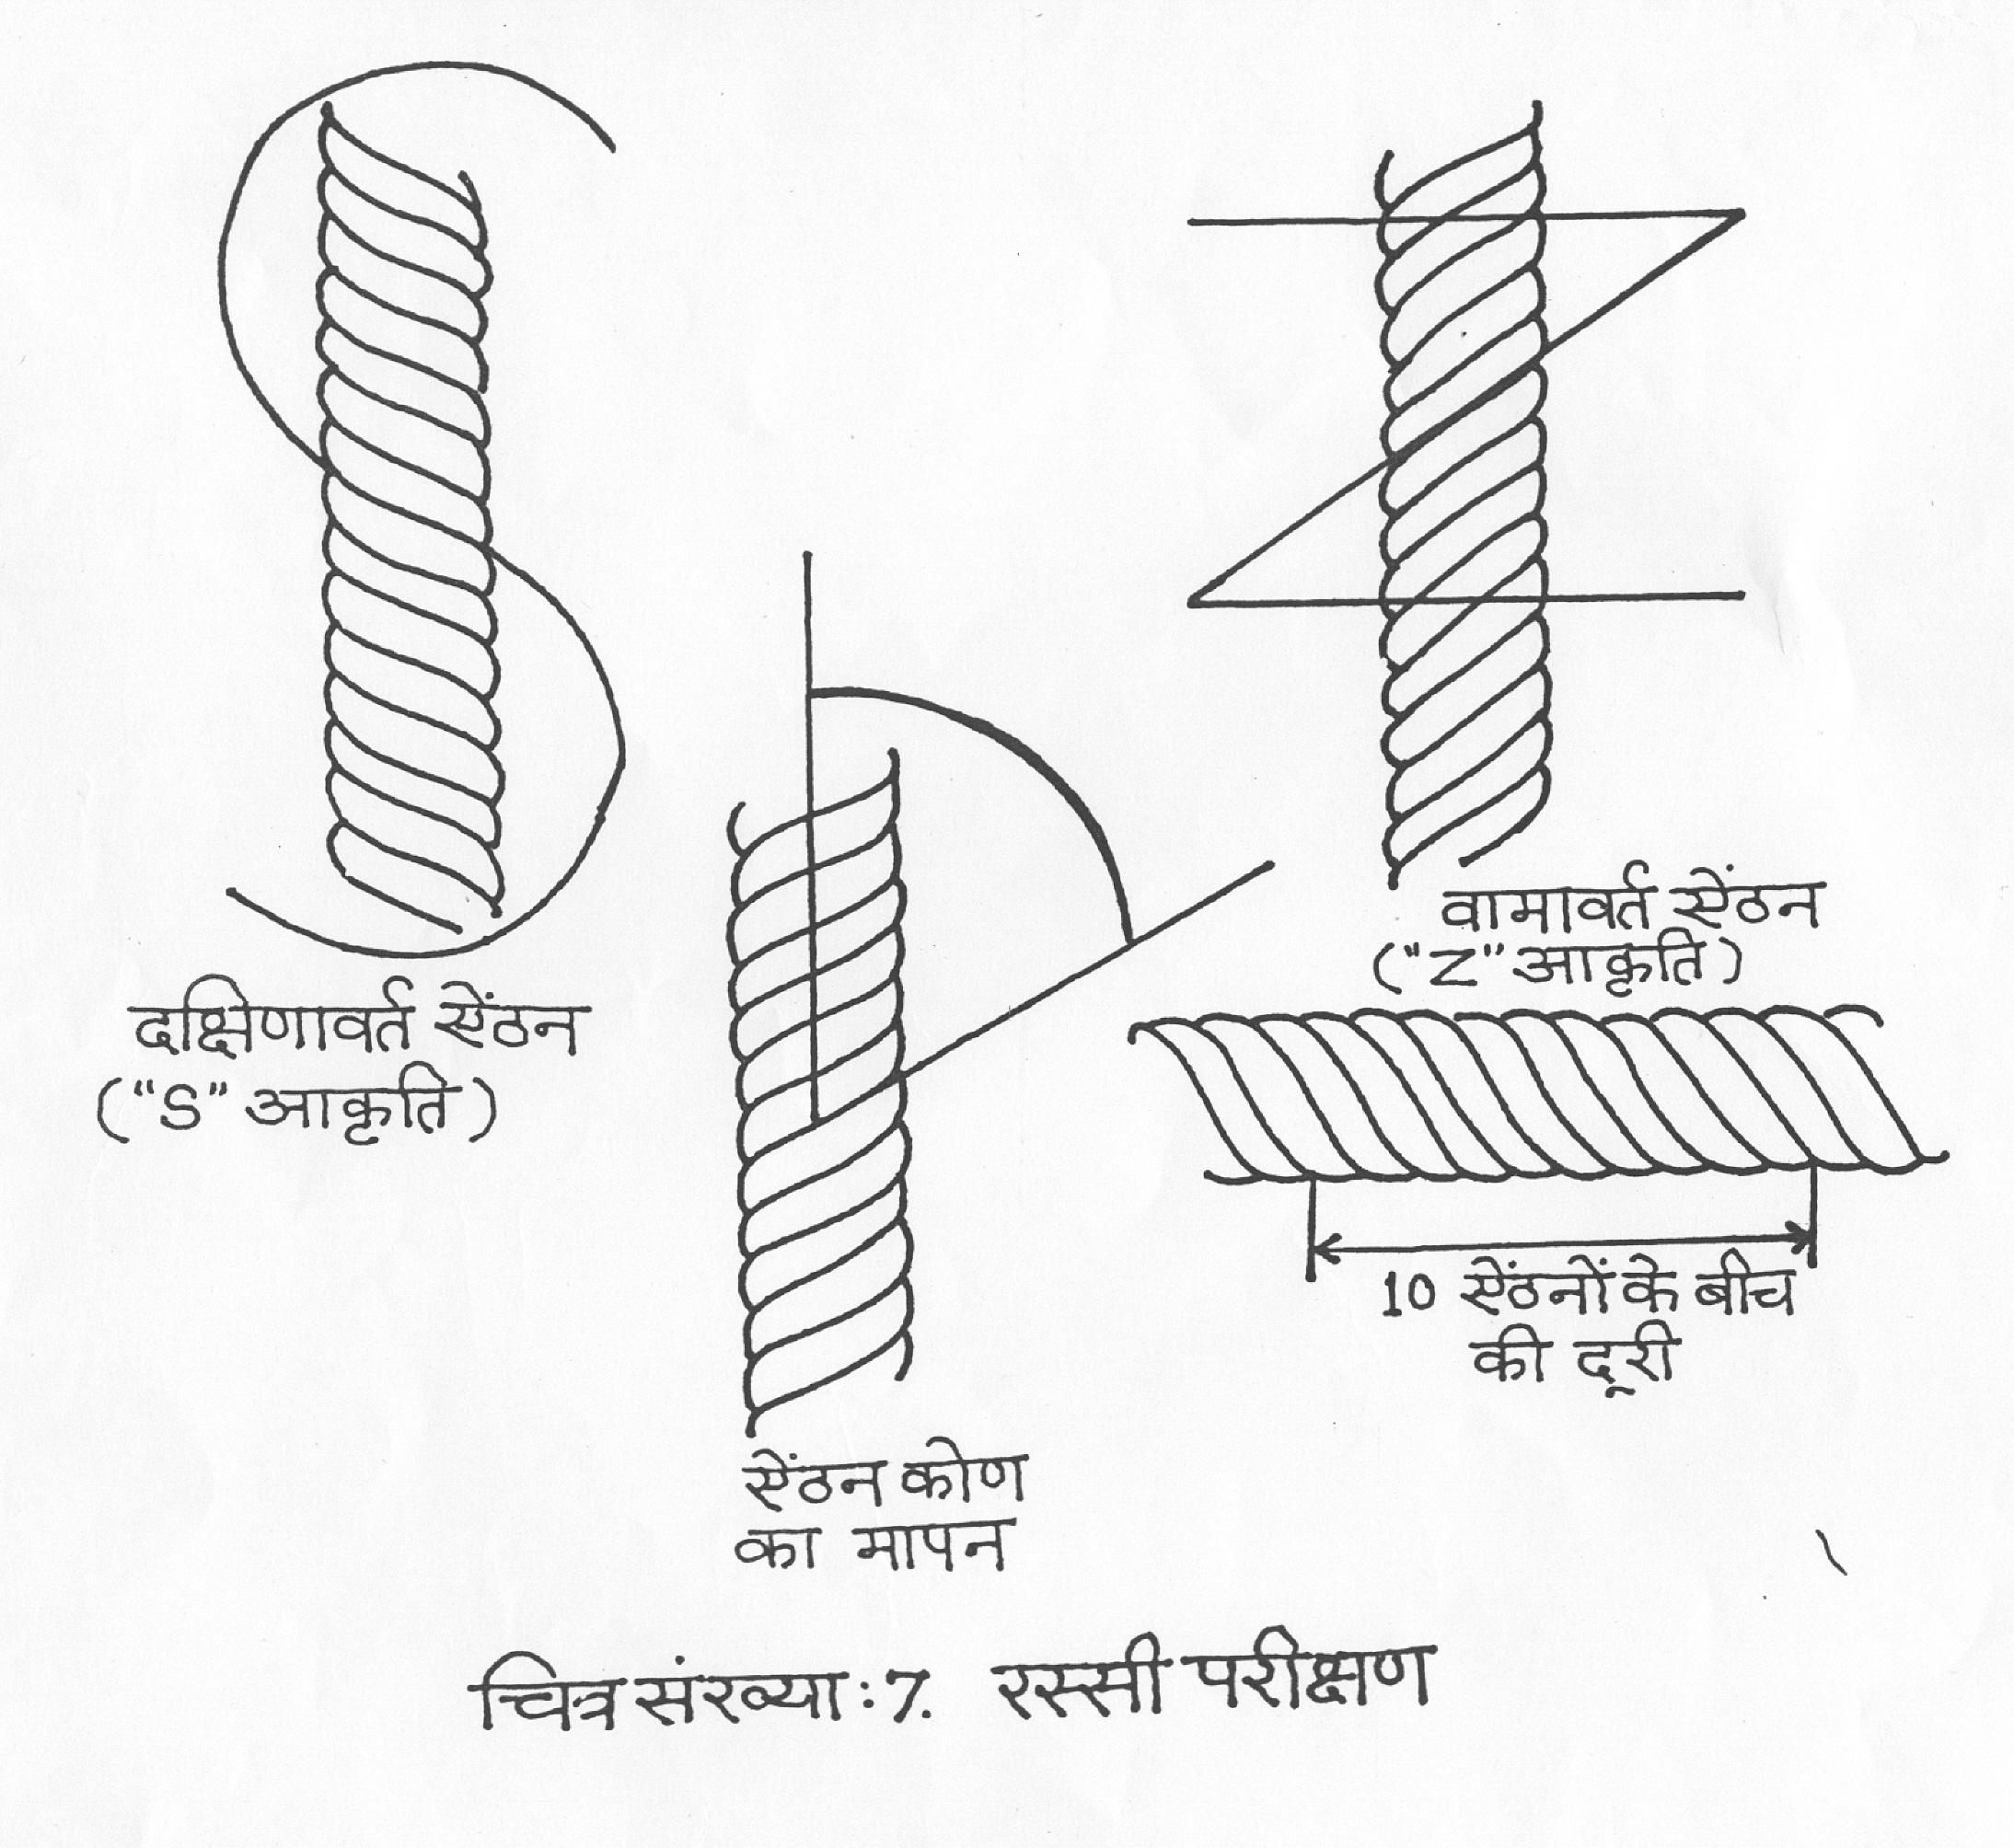 दक्षिणावर्त ऐंठन
("S" आकृति)
वामावर्त ऐंठन
("Z" आकृति)
10 ऐंठनों के बीच
की दूरी
ऐंठन कोण
का मापन
चित्र संख्या:7. रस्सी परीक्षण